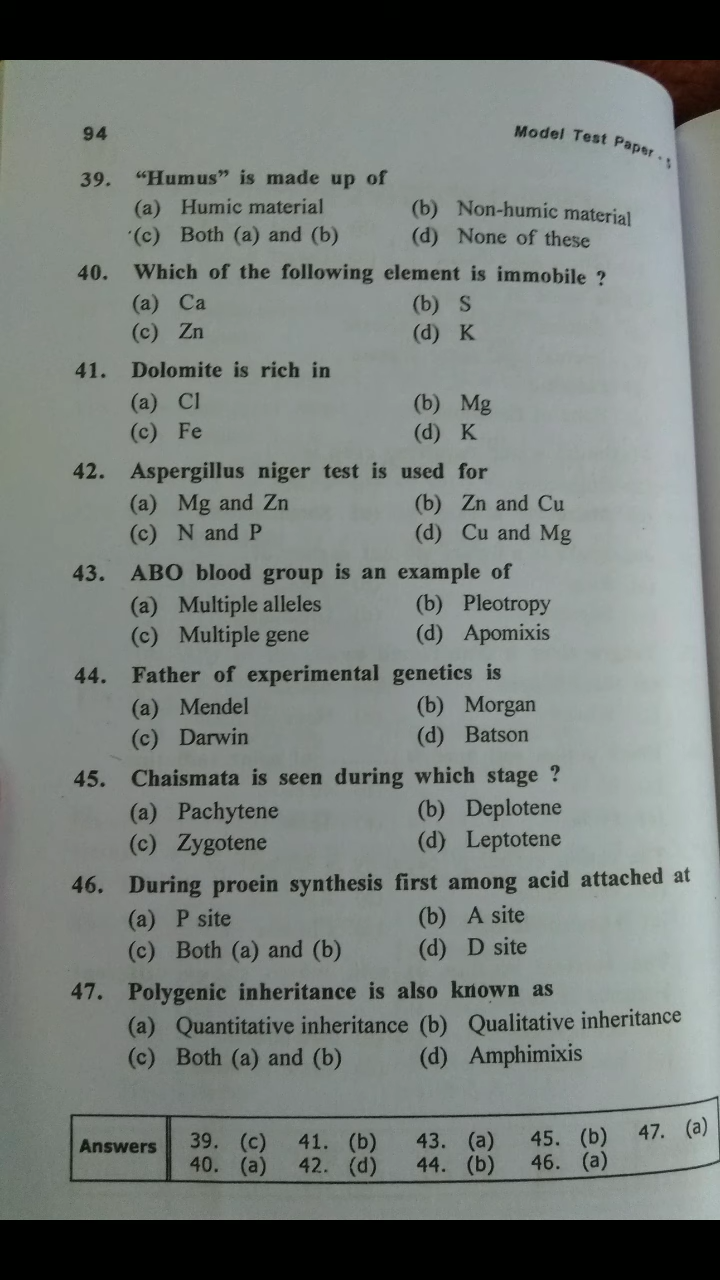 94
Model Test Paper -
39. "Humus" is made up of
(a) Humic material (b) Non-humic material
(c) Both (a) and (b) (d) None of these
40. Which of the following element is immobile ?
(a) Ca (b) S
(c) Zn (d) K
41. Dolomite is rich in
(a) Cl (b) Mg
(c) Fe (d) K
42. Aspergillus niger test is used for
(a) Mg and Zn (b) Zn and Cu
(c) N and P (d) Cu and Mg
43. ABO blood group is an example of
(a) Multiple alleles (b) Pleotropy
(c) Multiple gene (d) Apomixis
44. Father of experimental genetics is
(a) Mendel (b) Morgan
(c) Darwin (d) Batson
45. Chaismata is seen during which stage ?
(a) Pachytene (b) Deplotene
(c) Zygotene (d) Leptotene
46. During proein synthesis first among acid attached at
(a) P site (b) A site
(c) Both (a) and (b) (d) D site
47. Polygenic inheritance is also known as
(a) Quantitative inheritance (b) Qualitative inheritance
(c) Both (a) and (b) (d) Amphimixis
Answers
39. (c) 41. (b) 43. (a) 45. (b) 47. (a)
40. (a) 42. (d) 44. (b) 46. (a)